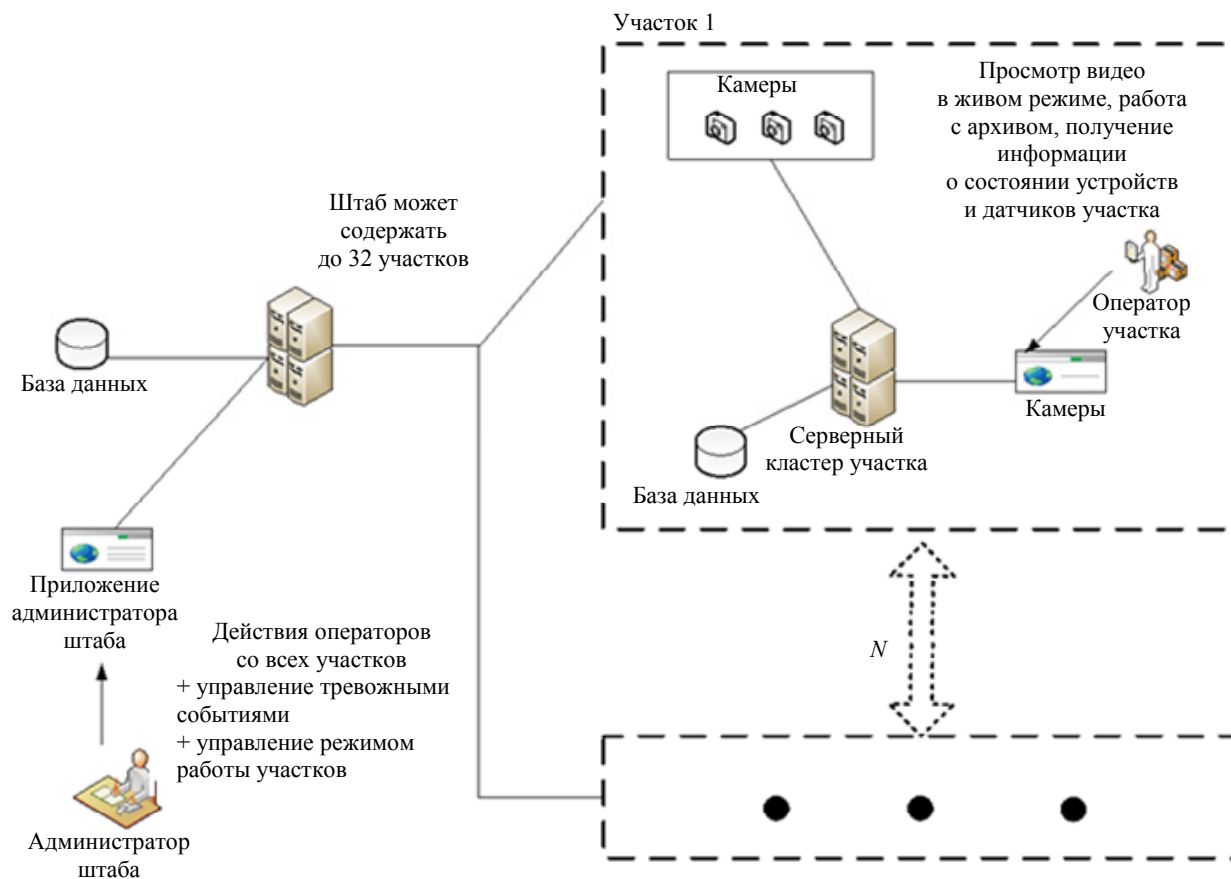 Участок 1
Камеры
Просмотр видео
в живом режиме, работа
с архивом, получение
информации
о состоянии устройств
и датчиков участка
Штаб может
содержать
до 32 участков
Оператор
участка
База данных
Камеры
Серверный
кластер участка
База данных
Приложение
администратора
штаба
Действия операторов
со всех участков
+ управление тревожными
событиями
+ управление режимом
работы участков
N
Администратор
штаба